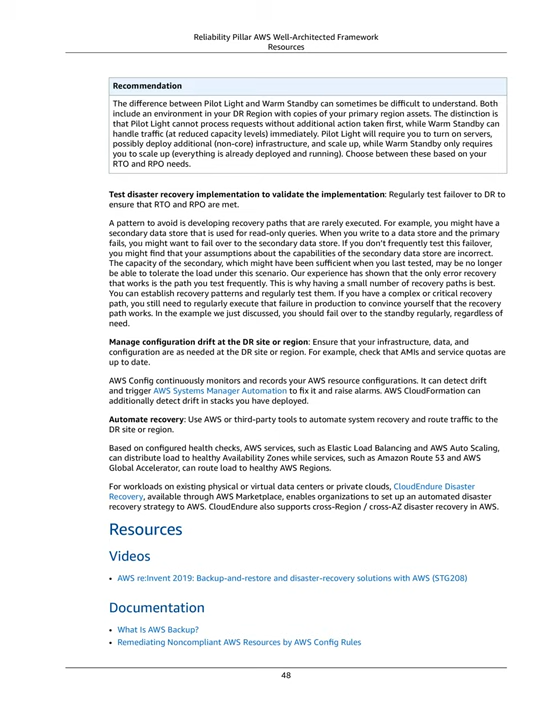 Reliability Pillar AWS Well-Architected Framework
Resources
Recommendation
The difference between Pilot Light and Warm Standby can sometimes be difficult to understand. Both
include an environment in your DR Region with copies of your primary region assets. The distinction is
that Pilot Light cannot process requests without additional action taken first, while Warm Standby can
handle traffic (at reduced capacity levels) immediately. Pilot Light will require you to turn on servers,
possibly deploy additional (non-core) infrastructure, and scale up, while Warm Standby only requires
you to scale up (everything is already deployed and running). Choose between these based on your
RTO and RPO needs.
Test disaster recovery implementation to validate the implementation: Regularly test failover to DR to
ensure that RTO and RPO are met.
A pattern to avoid is developing recovery paths that are rarely executed. For example, you might have a
secondary data store that is used for read-only queries. When you write to a data store and the primary
fails, you might want to fail over to the secondary data store. If you don't frequently test this failover,
you might find that your assumptions about the capabilities of the secondary data store are incorrect.
The capacity of the secondary, which might have been sufficient when you last tested, may be no longer
be able to tolerate the load under this scenario. Our experience has shown that the only error recovery
that works is the path you test frequently. This is why having a small number of recovery paths is best.
You can establish recovery patterns and regularly test them. If you have a complex or critical recovery
path, you still need to regularly execute that failure in production to convince yourself that the recovery
path works. In the example we just discussed, you should fail over to the standby regularly, regardless of
need.
Manage configuration drift at the DR site or region: Ensure that your infrastructure, data, and
configuration are as needed at the DR site or region. For example, check that AMIs and service quotas are
up to date.
AWS Config continuously monitors and records your AWS resource configurations. It can detect drift
and trigger AWS Systems Manager Automation to fix it and raise alarms. AWS CloudFormation can
additionally detect drift in stacks you have deployed.
Automate recovery: Use AWS or third-party tools to automate system recovery and route traffic to the
DR site or region.
Based on configured health checks, AWS services, such as Elastic Load Balancing and AWS Auto Scaling,
can distribute load to healthy Availability Zones while services, such as Amazon Route 53 and AWS
Global Accelerator, can route load to healthy AWS Regions.
For workloads on existing physical or virtual data centers or private clouds, CloudEndure Disaster
Recovery, available through AWS Marketplace, enables organizations to set up an automated disaster
recovery strategy to AWS. CloudEndure also supports cross-Region / cross-AZ disaster recovery in AWS.
Resources
Videos
• AWS re:Invent 2019: Backup-and-restore and disaster-recovery solutions with AWS (STG208)
Documentation
• What Is AWS Backup?
• Remediating Noncompliant AWS Resources by AWS Config Rules
48